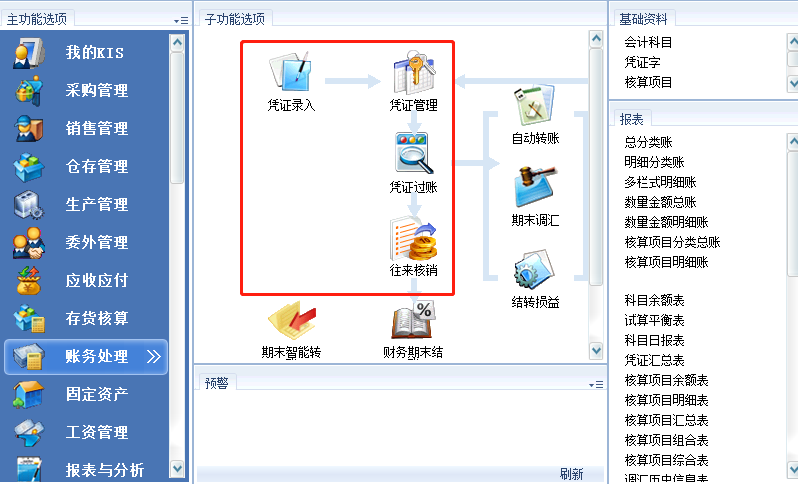 主功能选项
我的KIS
采购管理
销售管理
仓存管理
生产管理
委外管理
应收应付
存货核算
账务处理
固定资产
工资管理
报表与分析
子功能选项
凭证录入
凭证管理
自动转账
凭证过账
期末调汇
往来核销
结转损益
期末智能转
财务期末结
预警
刷新
基础资料
会计科目
凭证字
核算项目
报表
总分类账
明细分类账
多栏式明细账
数量金额总账
数量金额明细账
核算项目分类总账
核算项目明细账
科目余额表
试算平衡表
科目日报表
凭证汇总表
核算项目余额表
核算项目明细表
核算项目汇总表
核算项目组合表
核算项目综合表
调汇历史信息表